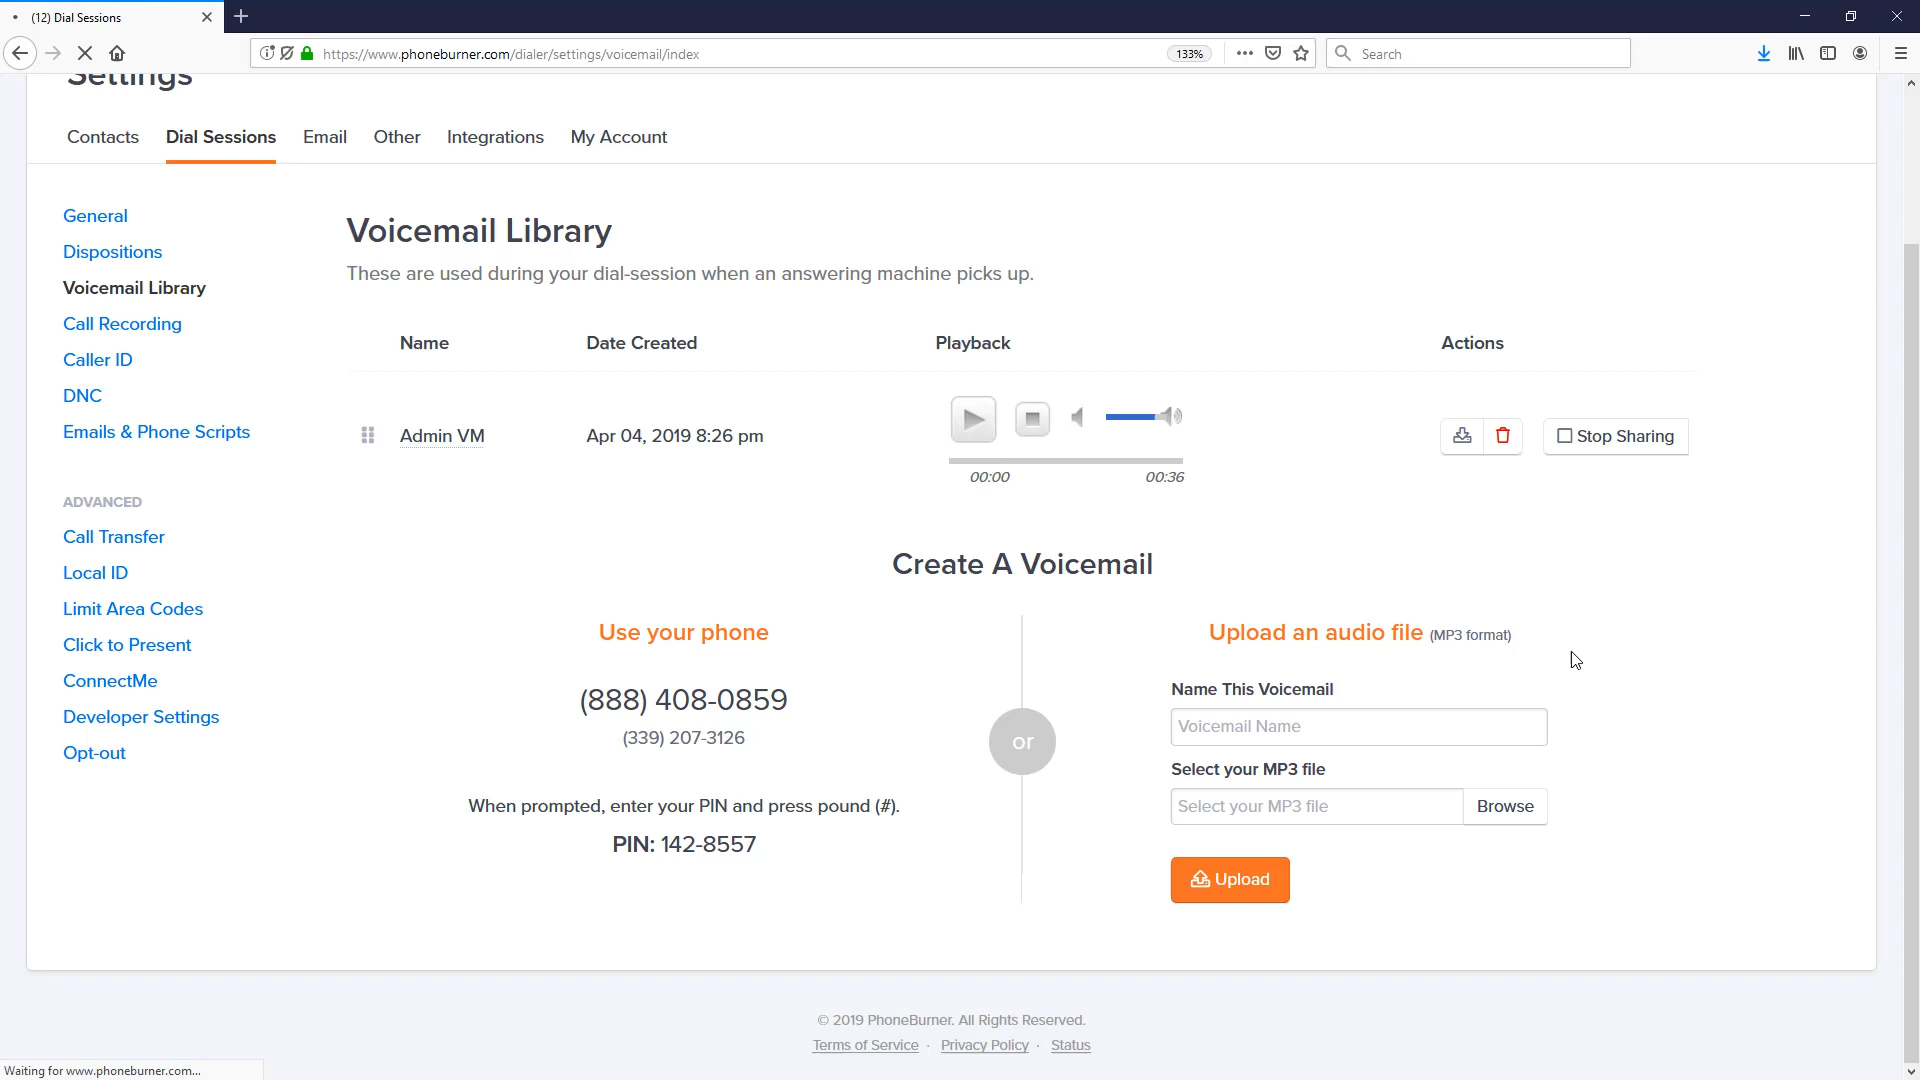 (12) Dial Sessions
https://www.phoneburner.com/dialer/settings/voicemail/index
133%
Search
Settings
Contacts
Dial Sessions
Email
Other
Integrations
My Account
General
Dispositions
Voicemail Library
Call Recording
Caller ID
DNC
Emails & Phone Scripts
ADVANCED
Call Transfer
Local ID
Limit Area Codes
Click to Present
ConnectMe
Developer Settings
Opt-out
Voicemail Library
These are used during your dial-session when an answering machine picks up.
Name
Date Created
Playback
Actions
Admin VM
Apr 04, 2019 8:26 pm
00:00
00:36
Stop Sharing
Create A Voicemail
Use your phone
(888) 408-0859
(339) 207-3126
When prompted, enter your PIN and press pound (#).
PIN: 142-8557
or
Upload an audio file (MP3 format)
Name This Voicemail
Voicemail Name
Select your MP3 file
Select your MP3 file
Browse
Upload
© 2019 PhoneBurner. All Rights Reserved.
Terms of Service · Privacy Policy · Status
Waiting for www.phoneburner.com...